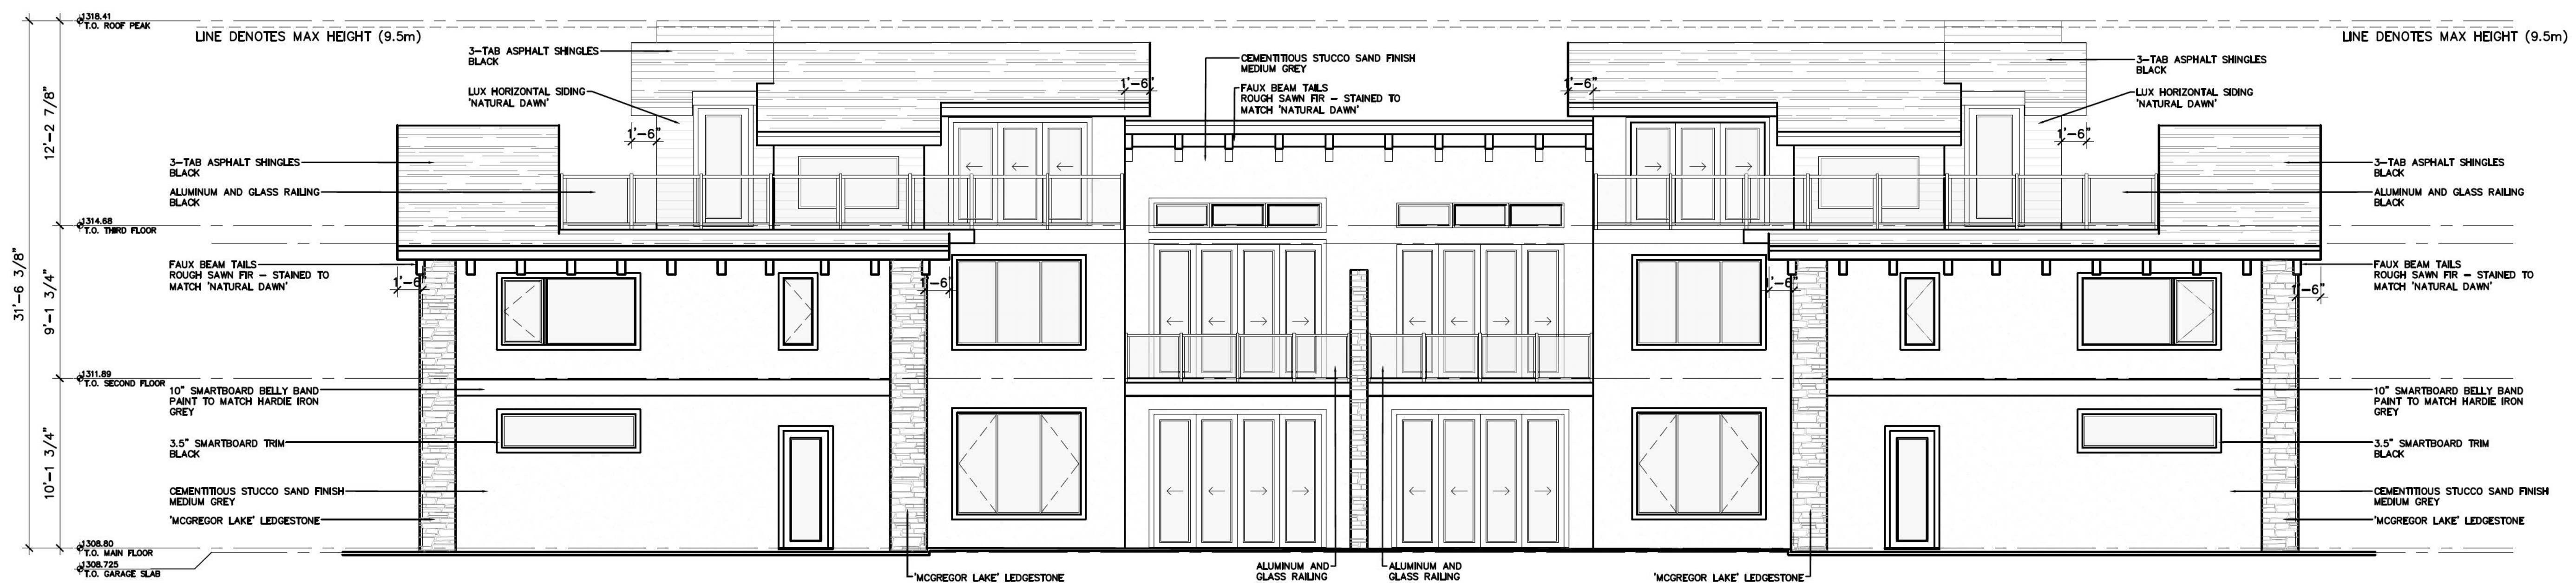 1318.41
T.O. ROOF PEAK
LINE DENOTES MAX HEIGHT (9.5m)
LINE DENOTES MAX HEIGHT (9.5m)
3-TAB ASPHALT SHINGLES
BLACK
LUX HORIZONTAL SIDING
'NATURAL DAWN'
1'-6"
3-TAB ASPHALT SHINGLES
BLACK
ALUMINUM AND GLASS RAILING
BLACK
1'-6"
CEMENTITIOUS STUCCO SAND FINISH
MEDIUM GREY
FAUX BEAM TAILS
ROUGH SAWN FIR – STAINED TO
MATCH 'NATURAL DAWN'
1'-6"
3-TAB ASPHALT SHINGLES
BLACK
LUX HORIZONTAL SIDING
'NATURAL DAWN'
1'-6"
3-TAB ASPHALT SHINGLES
BLACK
ALUMINUM AND GLASS RAILING
BLACK
12'-2 7/8"
31'-6 3/8"
9'-1 3/4"
10'-1 3/4"
1314.68
T.O. THIRD FLOOR
FAUX BEAM TAILS
ROUGH SAWN FIR – STAINED TO
MATCH 'NATURAL DAWN'
1'-6"
1'-6"
1'-6"
1'-6"
FAUX BEAM TAILS
ROUGH SAWN FIR – STAINED TO
MATCH 'NATURAL DAWN'
1311.89
T.O. SECOND FLOOR
10" SMARTBOARD BELLY BAND
PAINT TO MATCH HARDIE IRON
GREY
10" SMARTBOARD BELLY BAND
PAINT TO MATCH HARDIE IRON
GREY
3.5" SMARTBOARD TRIM
BLACK
3.5" SMARTBOARD TRIM
BLACK
CEMENTITIOUS STUCCO SAND FINISH
MEDIUM GREY
CEMENTITIOUS STUCCO SAND FINISH
MEDIUM GREY
'MCGREGOR LAKE' LEDGESTONE
'MCGREGOR LAKE' LEDGESTONE
1308.80
T.O. MAIN FLOOR
1308.725
T.O. GARAGE SLAB
'MCGREGOR LAKE' LEDGESTONE
ALUMINUM AND
GLASS RAILING
ALUMINUM AND
GLASS RAILING
'MCGREGOR LAKE' LEDGESTONE